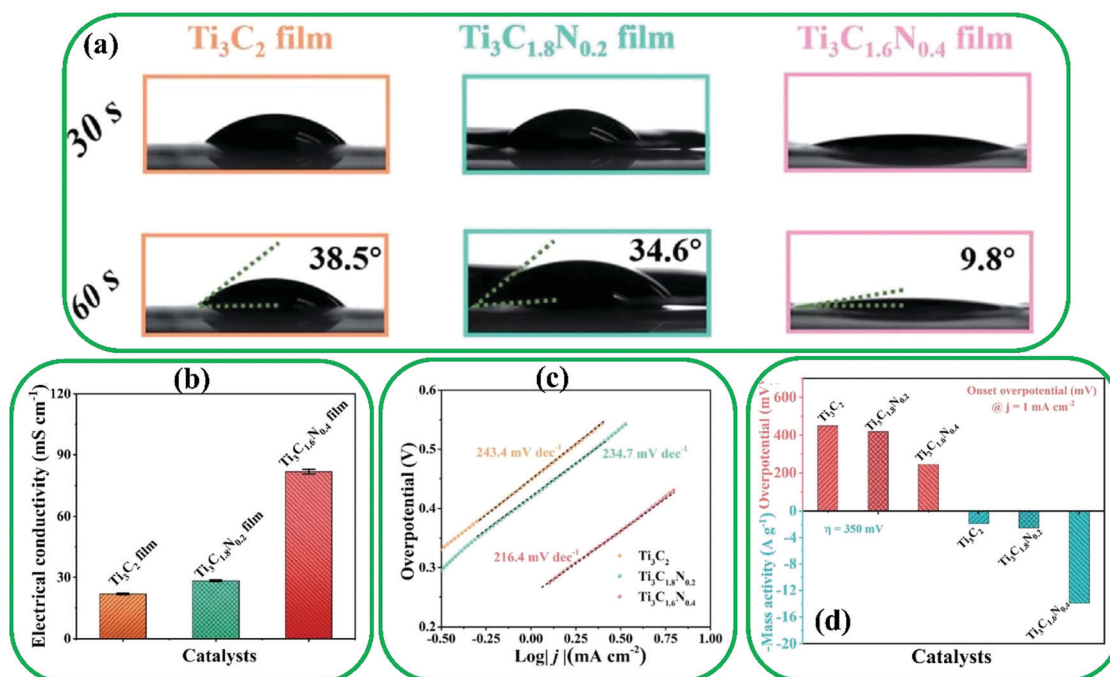 (a)
Ti₃C₂ film
Ti₃C₁.₈N₀.₂ film
Ti₃C₁.₆N₀.₄ film
30 s
60 s
38.5°
34.6°
9.8°
(b)
Electrical conductivity (mS cm⁻¹)
120
90
60
30
0
Ti₃C₂ film
Ti₃C₁.₈N₀.₂ film
Ti₃C₁.₆N₀.₄ film
Catalysts
(c)
Overpotential (V)
0.6
0.5
0.4
0.3
0.2
243.4 mV dec⁻¹
234.7 mV dec⁻¹
216.4 mV dec⁻¹
Ti₃C₂
Ti₃C₁.₈N₀.₂
Ti₃C₁.₆N₀.₄
-0.50 -0.25 0.00 0.25 0.50 0.75 1.00
Log| j |(mA cm⁻²)
Overpotential (mV)
600
400
200
0
Onset overpotential (mV)
@ j = 1 mA cm⁻²
Ti₃C₂
Ti₃C₁.₈N₀.₂
Ti₃C₁.₆N₀.₄
-Mass activity (A g⁻¹)
-4
-8
-12
-16
-20
η = 350 mV
Ti₃C₂
Ti₃C₁.₈N₀.₂
Ti₃C₁.₆N₀.₄
(d)
Catalysts